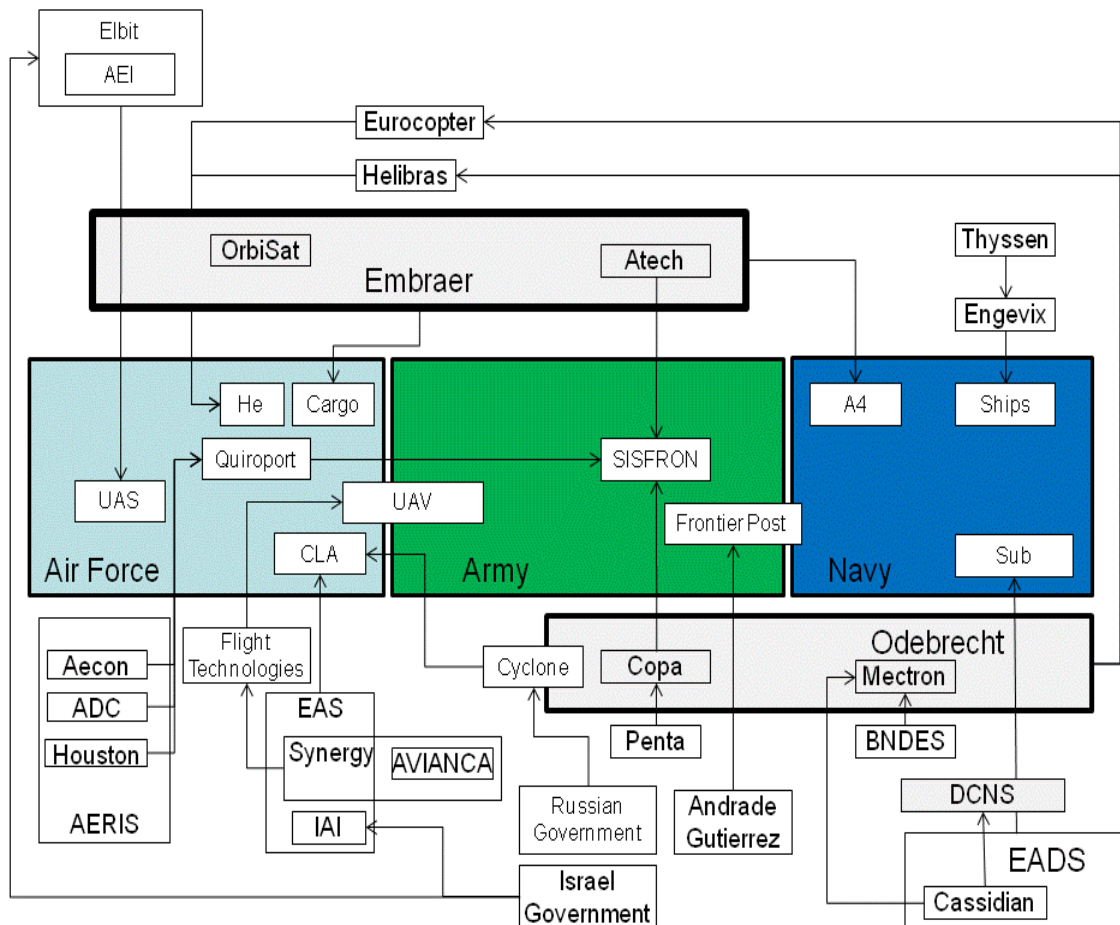 Elbit
AEI
Eurocopter
Helibras
OrbiSat
Atech
Embraer
Thyssen
Engevix
He
Cargo
A4
Ships
Quiroport
SISFRON
UAS
UAV
FrontierPost
CLA
Sub
Air Force
Army
Navy
Flight
Technologies
Odebrecht
Aecon
Cyclone
Copa
Mectron
ADC
EAS
Houston
Synergy
AVIANCA
Penta
BNDES
AERIS
IAI
Russian
Government
Andrade
Gutierrez
DCNS
EADS
Israel
Government
Cassidian